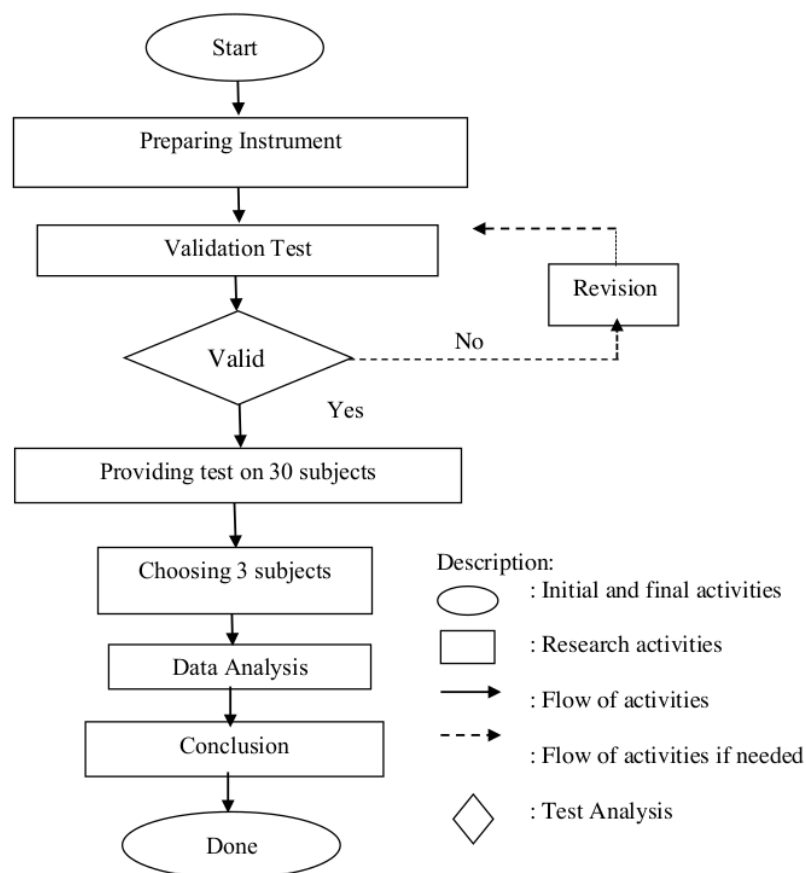 Start
Preparing Instrument
Validation Test
Revision
Valid
No
Yes
Providing test on 30 subjects
Choosing 3 subjects
Data Analysis
Conclusion
Done
Description:
: Initial and final activities
: Research activities
: Flow of activities
: Flow of activities if needed
: Test Analysis